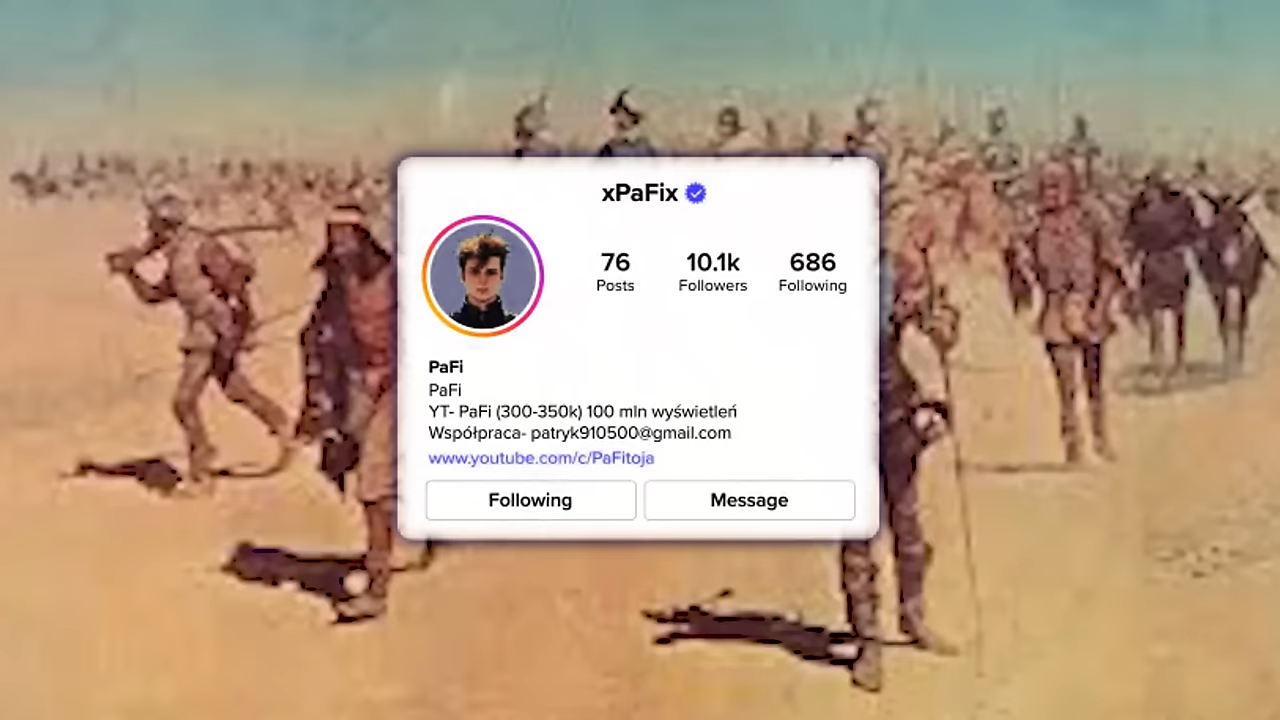 xPaFix
76 10.1k 686
Posts Followers Following
PaFi
PaFi
YT- PaFi (300-350k) 100 mln wyświetleń
Współpraca- patryk910500@gmail.com
www.youtube.com/c/PaFitoja
Following Message